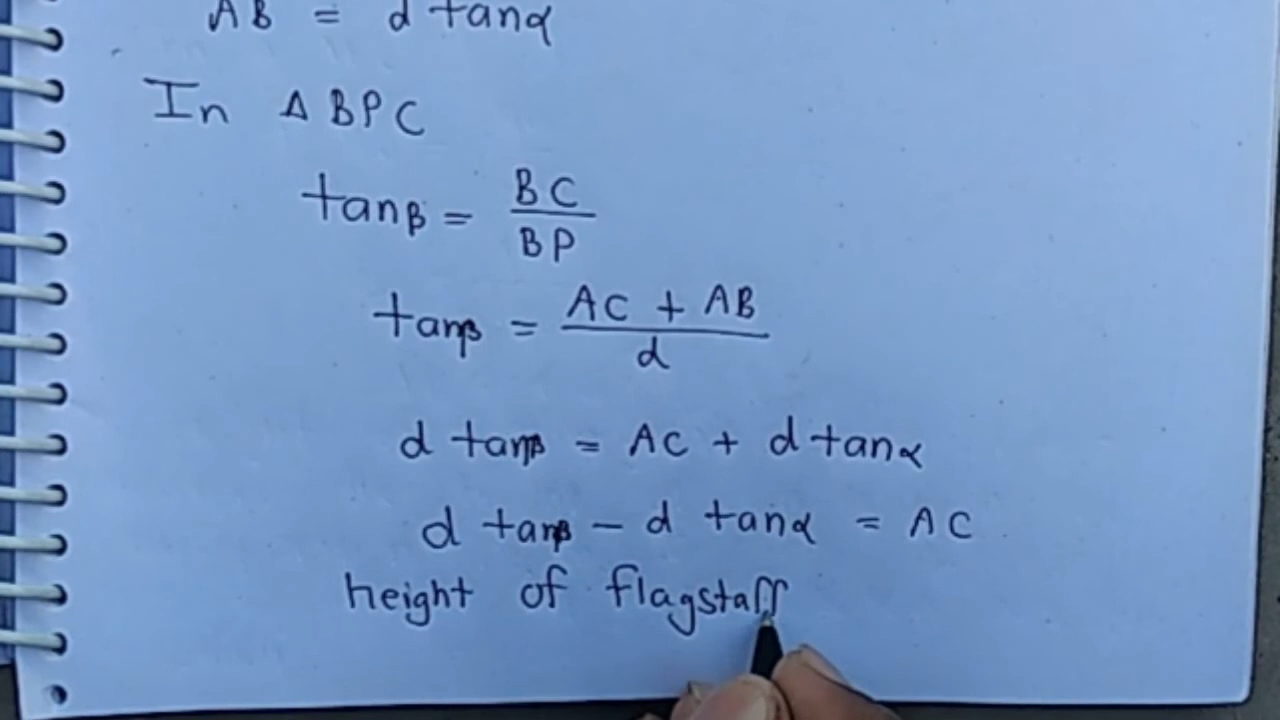 AB = d tanα
In Δ BPC
tanβ = BC / BP
tanβ = AC + AB / d
d tanβ = AC + d tanα
d tanβ – d tanα = AC
height of flagstaff